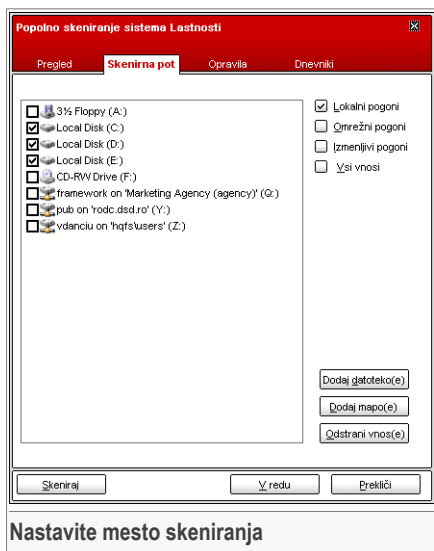 Popolno skeniranje sistema Lastnosti
Pregled Skenirna pot Opravila Dnevniki
3½ Floppy (A:)
Local Disk (C:)
Local Disk (D:)
Local Disk (E:)
CD-RW Drive (F:)
framework on 'Marketing Agency (agency)' (Q:)
pub on 'rodc.dsd.ro' (Y:)
vdanciu on 'hqfs\users' (Z:)
Lokalni pogoni
Omrežni pogoni
Izmenljivi pogoni
Vsi vnosi
Dodaj datoteko(e)
Dodaj mapo(e)
Odstrani vnos(e)
Skeniraj V redu Prekliči
Nastavite mesto skeniranja